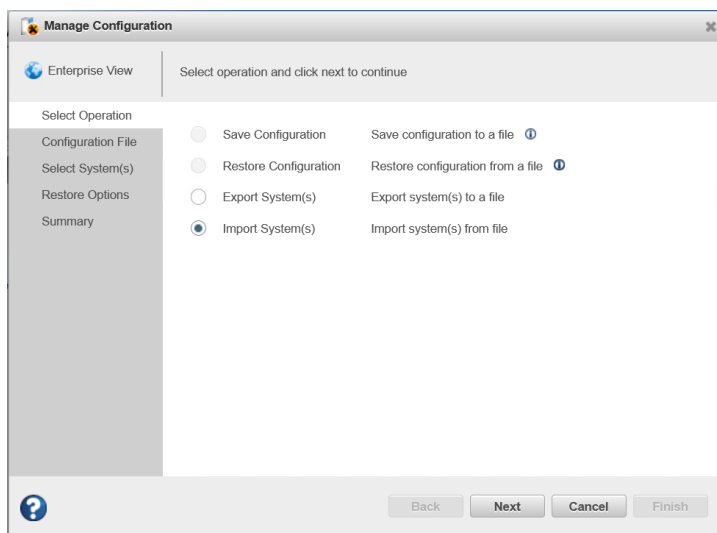 Manage Configuration
Enterprise View
Select operation and click next to continue
Select Operation
Configuration File
Select System(s)
Restore Options
Summary
Save Configuration Save configuration to a file
Restore Configuration Restore configuration from a file
Export System(s) Export system(s) to a file
Import System(s) Import system(s) from file
Back Next Cancel Finish